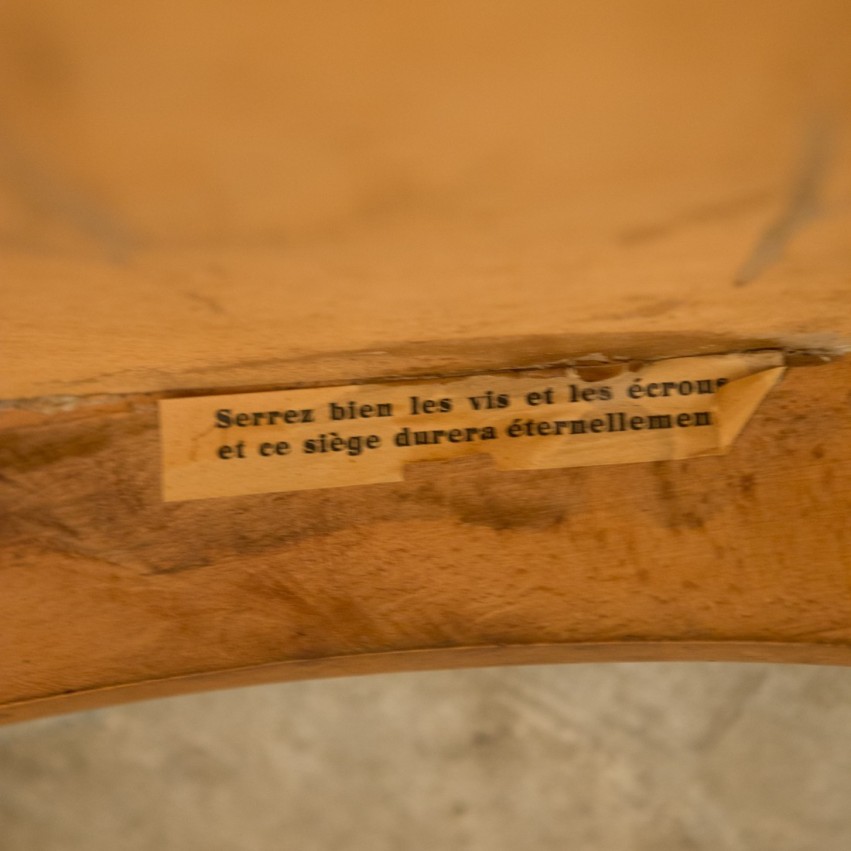 Serrez bien les vis et les écrous
et ce siège durera éternellemen